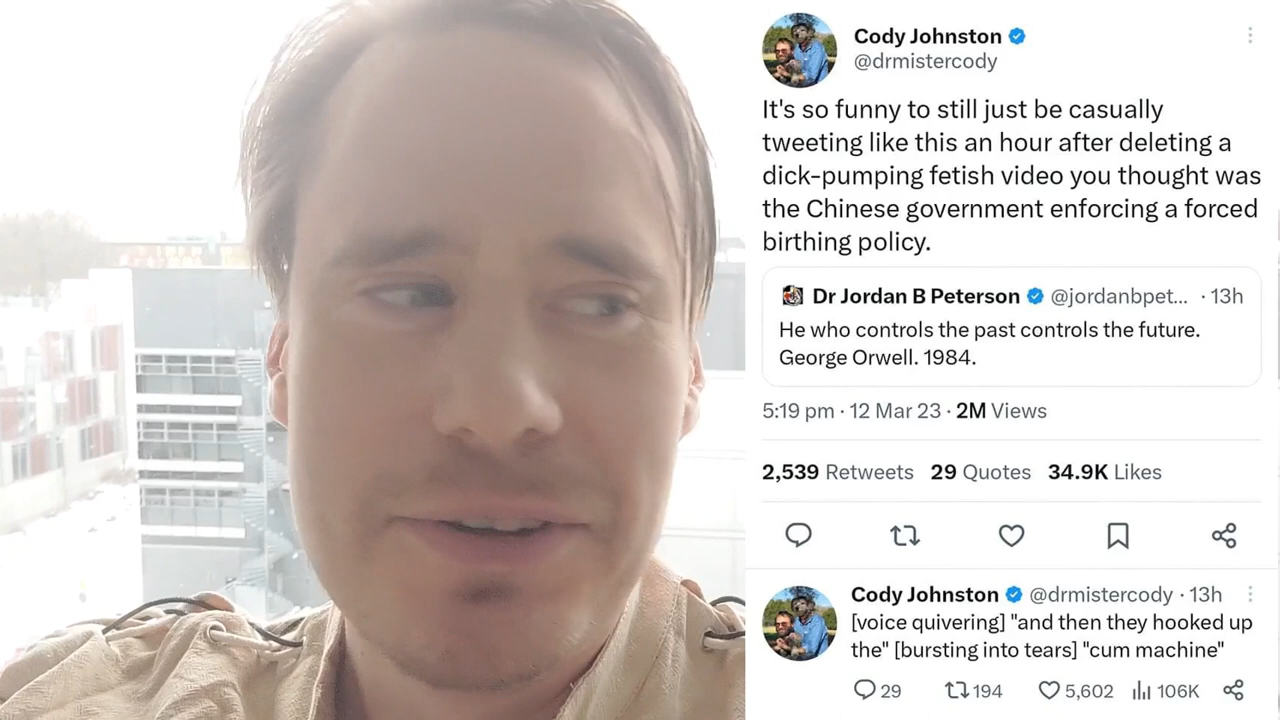 Cody Johnston
@drmistercody
It's so funny to still just be casually
tweeting like this an hour after deleting a
dick-pumping fetish video you thought was
the Chinese government enforcing a forced
birthing policy.
Dr Jordan B Peterson @jordanbpet... · 13h
He who controls the past controls the future.
George Orwell. 1984.
5:19 pm · 12 Mar 23 · 2M Views
2,539 Retweets 29 Quotes 34.9K Likes
Cody Johnston @drmistercody · 13h
[voice quivering] "and then they hooked up
the" [bursting into tears] "cum machine"
29 194 5,602 106K